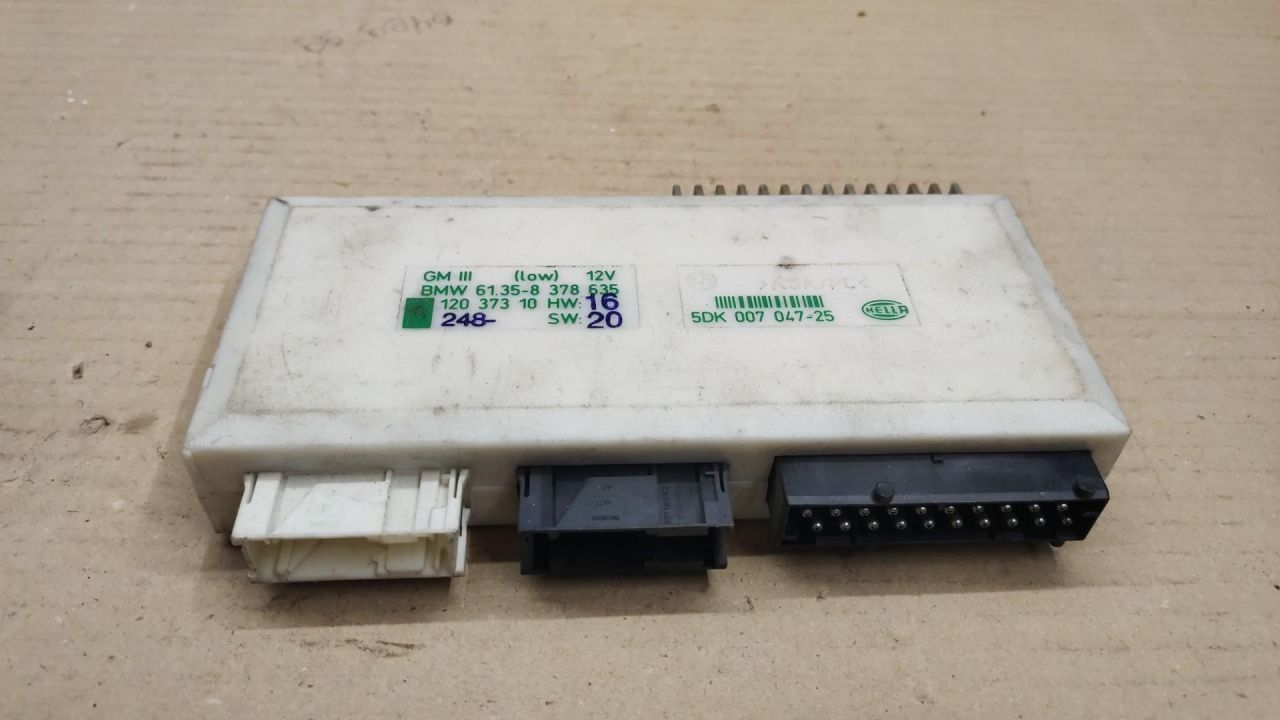 GM III (low) 12V
BMW 61.35-8 378 635
120 373 10 HW: 16
248- SW: 20
5DK 007 047-25
HELLA